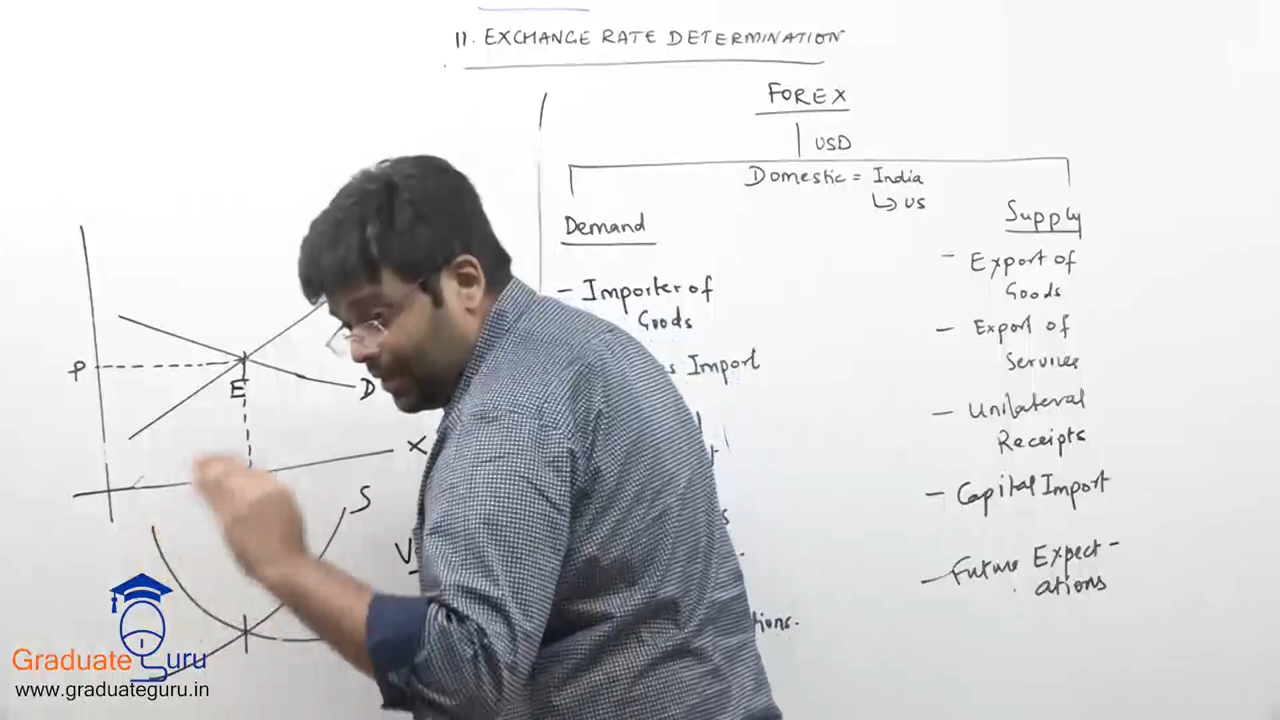 11. EXCHANGE RATE DETERMINATION
FOREX
USD
Domestic = India
↳ US
Demand
- Importer of
Goods
Import
Supply
- Export of
Goods
- Export of
Services
- Unilateral
Receipts
- Capital Import
- Future Expect-
ations
P
E
D
X
S
Graduate Guru
www.graduateguru.in